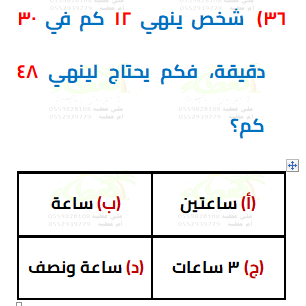 ٣٦) شخص ينهي ١٢ كم في ٣٠
دقيقة، فكم يحتاج لينهي ٤٨
كم؟
(أ) ساعتين
(ب) ساعة
(ج) ٣ ساعات
(د) ساعة ونصف